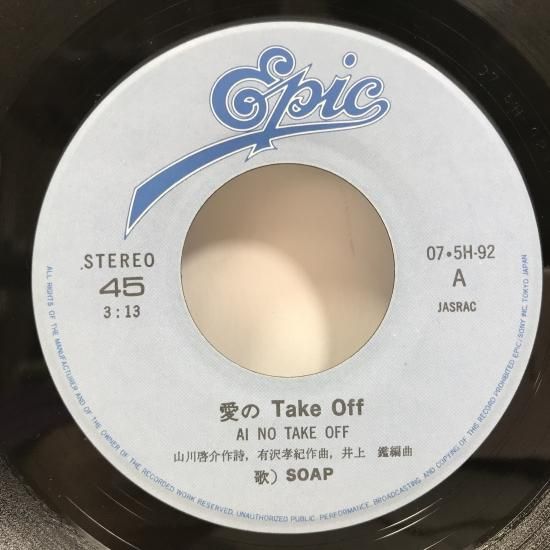 Epic
.STEREO
45
3:13
07•5H-92
A
JASRAC
愛の Take Off
AI NO TAKE OFF
山川啓介作詩，有沢孝紀作曲，井上 鑑編曲
歌）SOAP
ALL RIGHTS OF THE MANUFACTURER AND OF THE OWNER OF THE RECORDED WORK RESERVED. UNAUTHORIZED PUBLIC PERFORMANCE, BROADCASTING, AND COPYING OF THIS RECORD PROHIBITED EPIC/SONY INC. TOKYO JAPAN